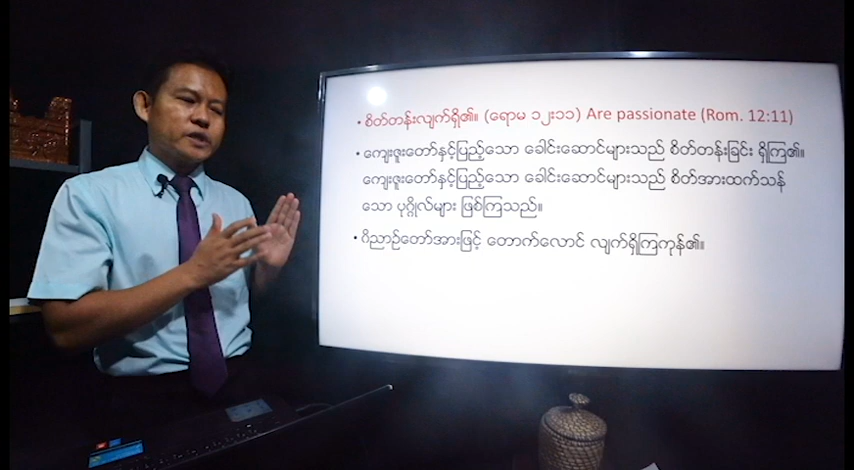 • စိတ်တန်းလျက်ရှိ၏။ (ရောမ ၁၂း၁၁) Are passionate (Rom. 12:11)
• ကျေးဇူးတော်နှင့်ပြည့်သော ခေါင်းဆောင်များသည် စိတ်တန်းခြင်း ရှိကြ၏။
ကျေးဇူးတော်နှင့်ပြည့်သော ခေါင်းဆောင်များသည် စိတ်အားထက်သန်
သော ပုဂ္ဂိုလ်များ ဖြစ်ကြသည်။
• ဝိညာဉ်တော်အားဖြင့် တောက်လောင် လျက်ရှိကြကုန်၏။